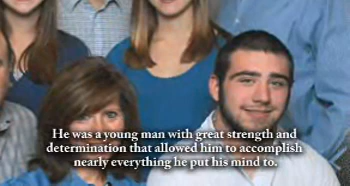 He was a young man with great strength and
determination that allowed him to accomplish
nearly everything he put his mind to.